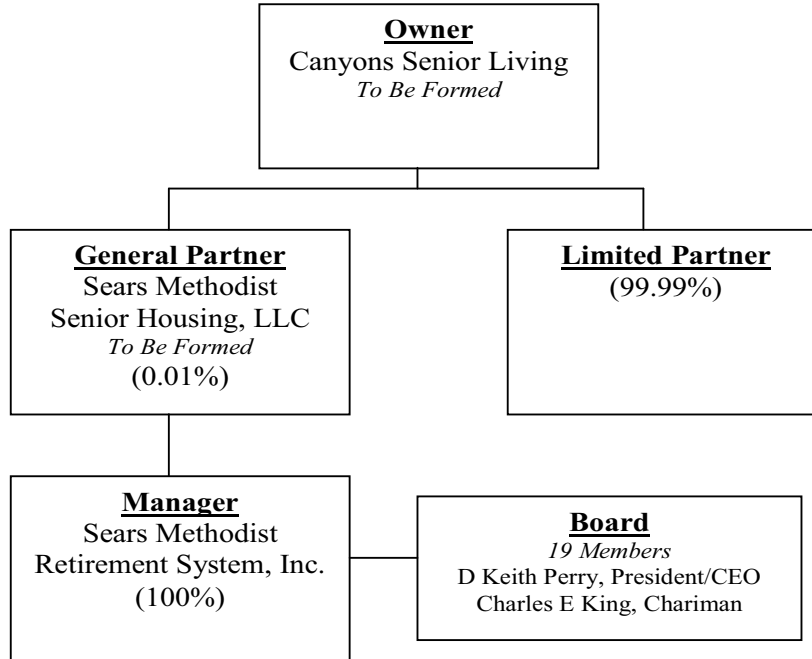 Owner
Canyons Senior Living
To Be Formed
General Partner
Sears Methodist
Senior Housing, LLC
To Be Formed
(0.01%)
Limited Partner
(99.99%)
Manager
Sears Methodist
Retirement System, Inc.
(100%)
Board
19 Members
D Keith Perry, President/CEO
Charles E King, Chariman